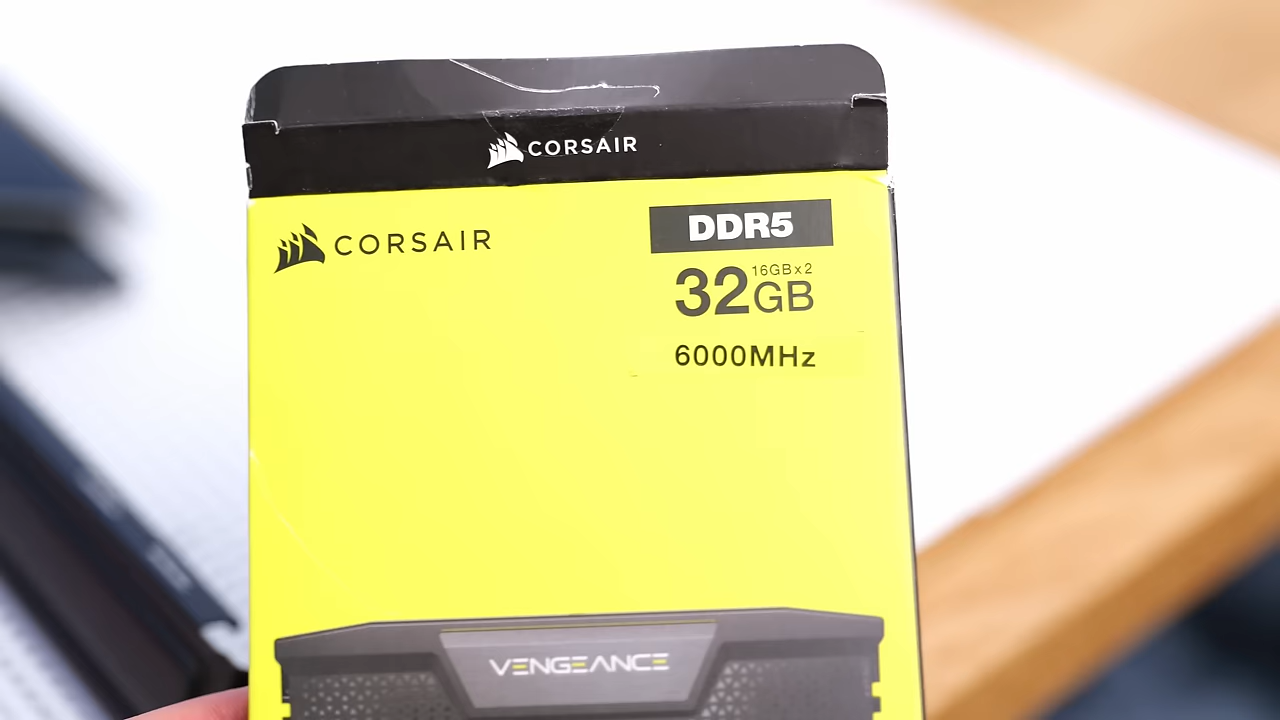 CORSAIR
CORSAIR
DDR5
16GBx2
32GB
6000MHz
VENGEANCE